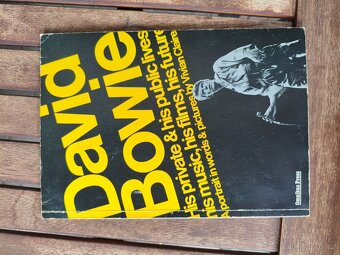 David
Bowie
His private & his public lives
his music, his films, his future
A portrait in words & pictures by Vivian Claire
Omnibus Press